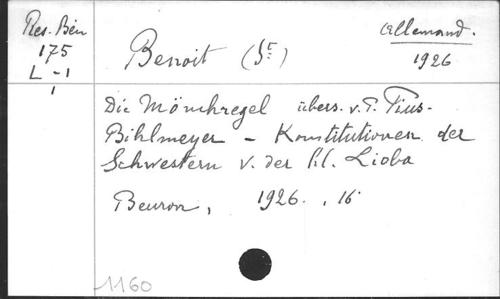 Res. Bén
175
L - 1
1
Benoit (St)
Allemand.
1926
Die Mönchregel übers. v. P. Pius-
Bihlmeyer - Konstitutionen der
Schwestern v. der hl. Lioba
Beuron, 1926. , 16°
1160